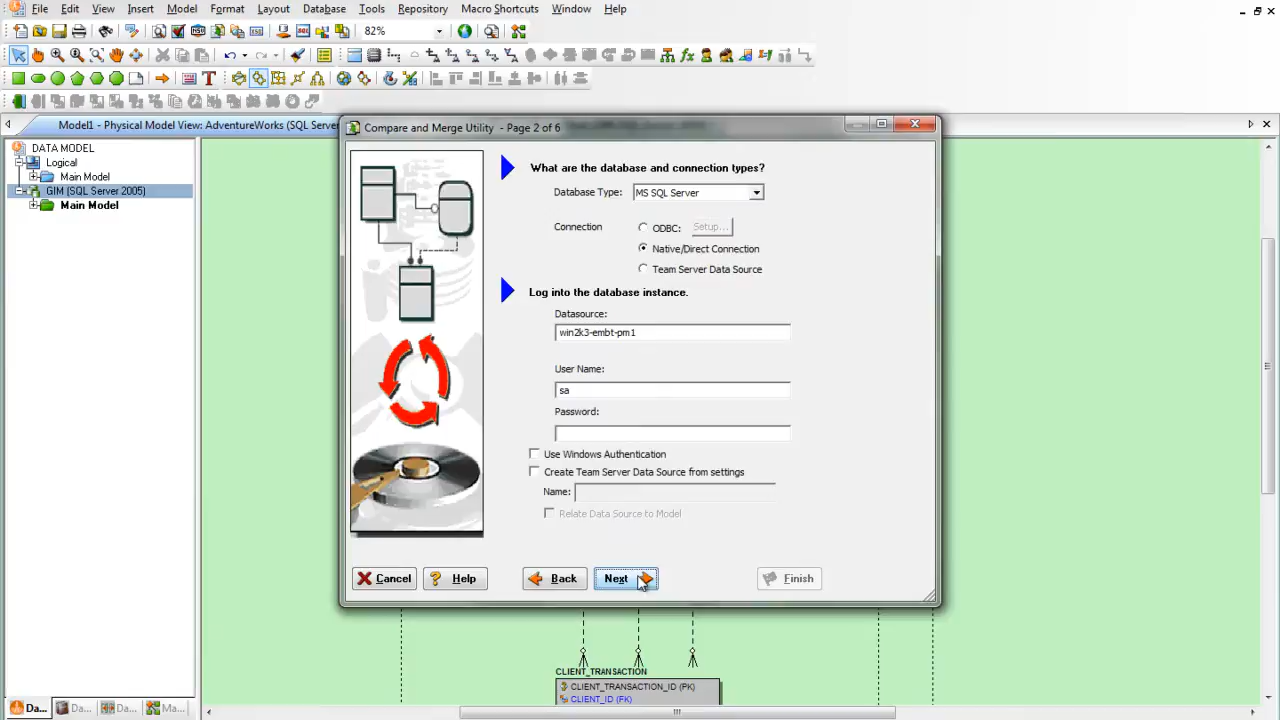 File Edit View Insert Model Format Layout Database Tools Repository Macro Shortcuts Window Help
82%
Model1 - Physical Model View: AdventureWorks (SQL Server
DATA MODEL
Logical
Main Model
GIM (SQL Server 2005)
Main Model
Compare and Merge Utility - Page 2 of 6
What are the database and connection types?
Database Type: MS SQL Server
Connection ODBC: Setup...
Native/Direct Connection
Team Server Data Source
Log into the database instance.
Datasource:
win2k3-embt-pm1
User Name:
sa
Password:
Use Windows Authentication
Create Team Server Data Source from settings
Name:
Relate Data Source to Model
Cancel Help Back Next Finish
CLIENT_TRANSACTION
CLIENT_TRANSACTION_ID (PK)
CLIENT_ID (FK)
Da... Da... Da... Ma...